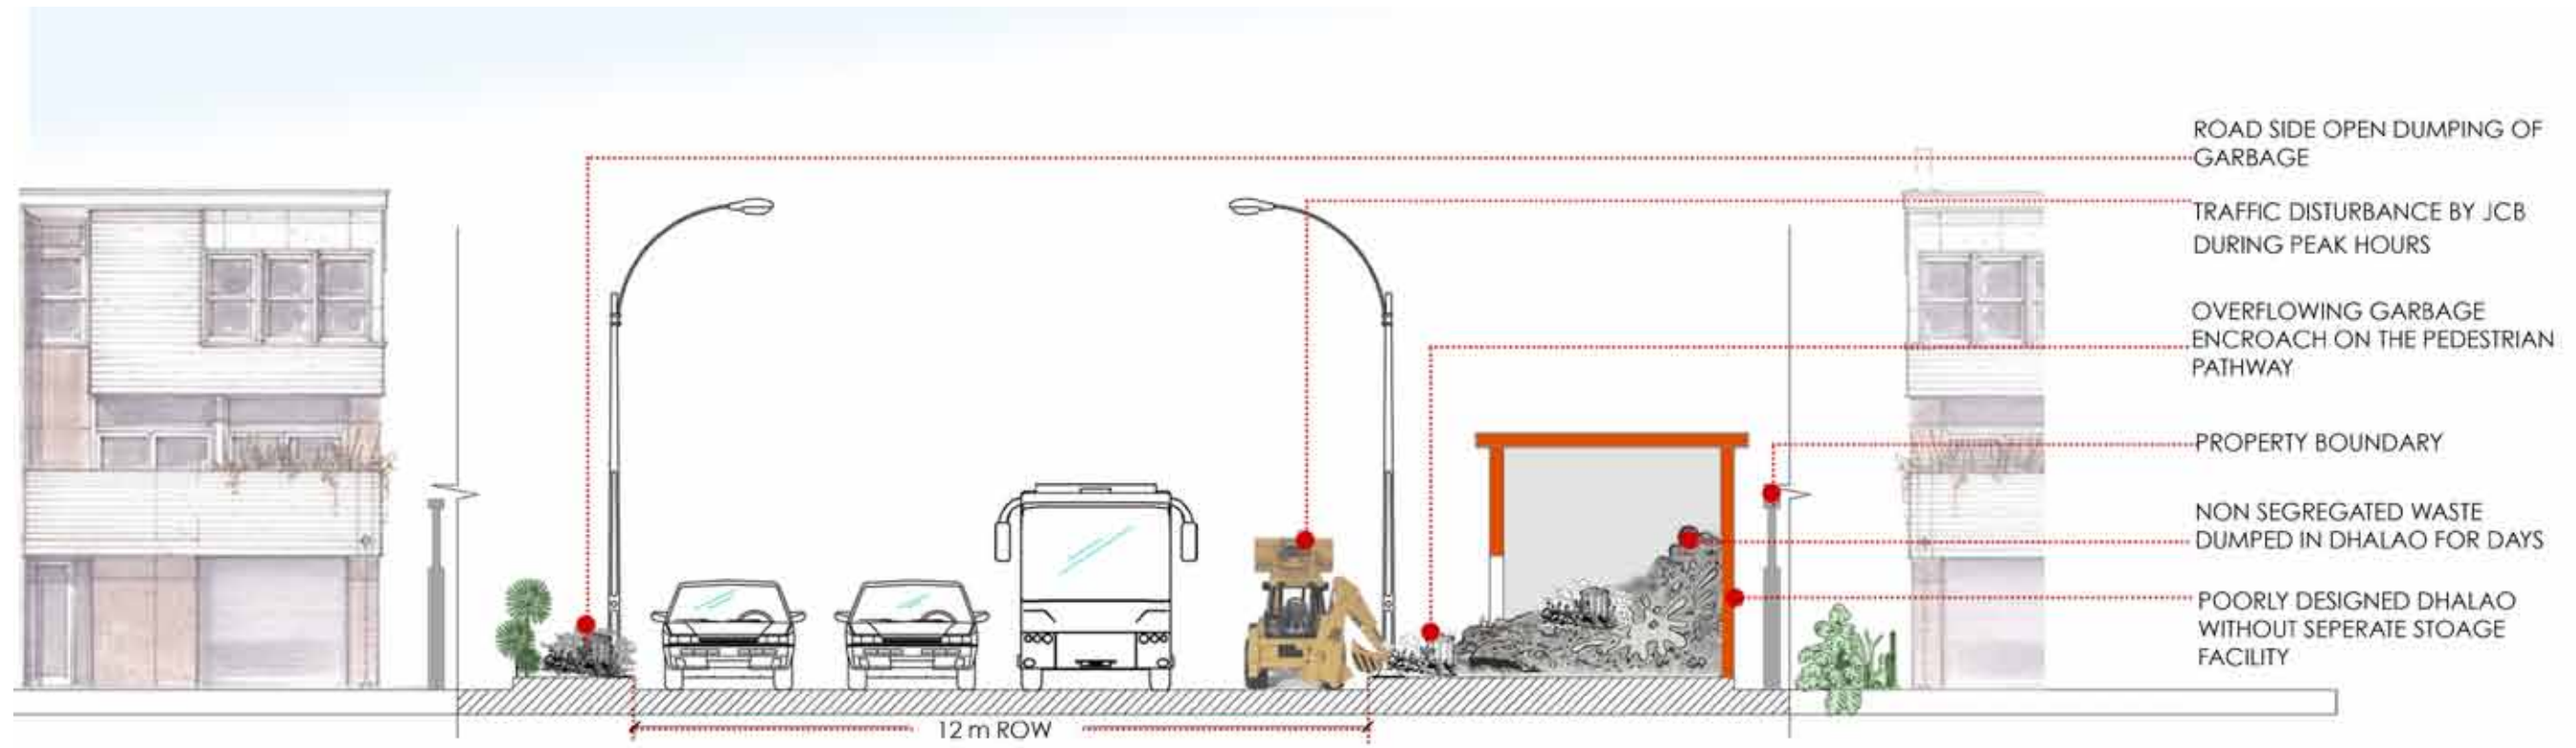 ROAD SIDE OPEN DUMPING OF
GARBAGE
TRAFFIC DISTURBANCE BY JCB
DURING PEAK HOURS
OVERFLOWING GARBAGE
ENCROACH ON THE PEDESTRIAN
PATHWAY
PROPERTY BOUNDARY
NON SEGREGATED WASTE
DUMPED IN DHALAO FOR DAYS
POORLY DESIGNED DHALAO
WITHOUT SEPERATE STOAGE
FACILITY
12 m ROW